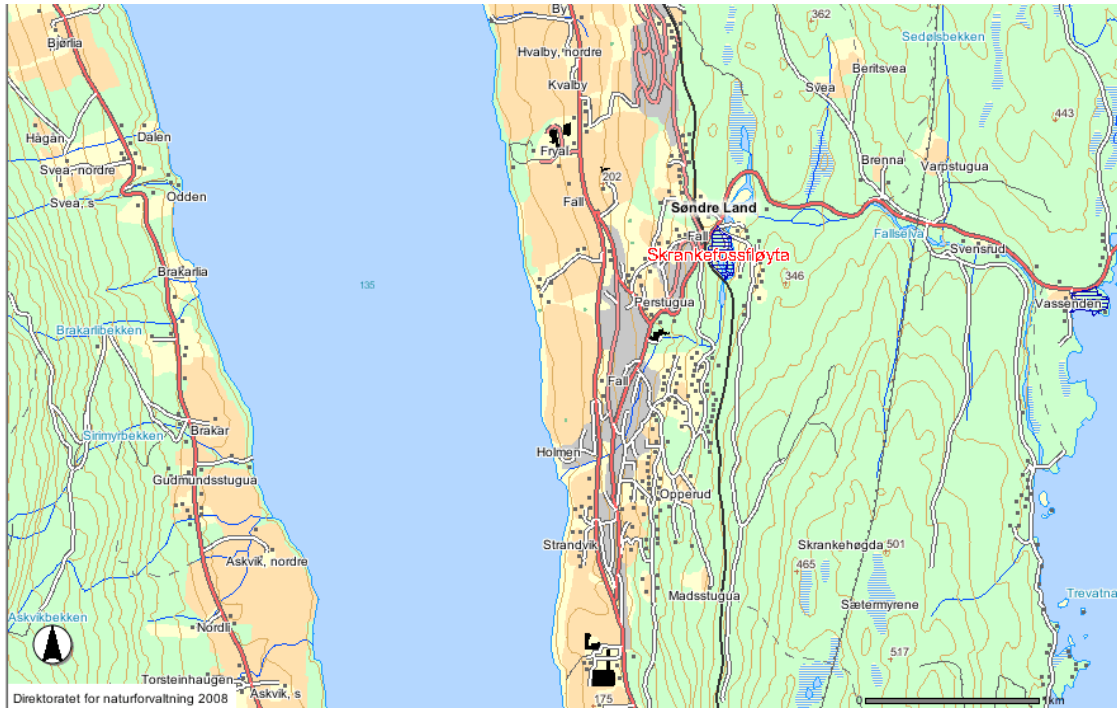 By
362
Bjørlia
Sedølsbekken
Hvalby, nordre
Beritsvea
Kvalby
Svea
443
Hågån
Dalen
Fryal
Brenna
Varpstugua
Svea, nordre
202
Odden
Svea, s
Fall
Søndre Land
Fall
Fallselva
Svensrud
Skrankefossfløyta
Brakarlia
346
135
Perstugua
Vassenden
Brakarlibekken
Fall
Brakar
Sirimyrbekken
Holmen
Gudmundsstugua
Opperud
Strandvik
Skrankehøgda
501
Askvik, nordre
465
Madsstugua
Trevatna
Sætermyrene
Askvikbekken
Nordli
517
Torsteinhaugen
Askvik, s
Direktoratet for naturforvaltning 2008
175
0 1km